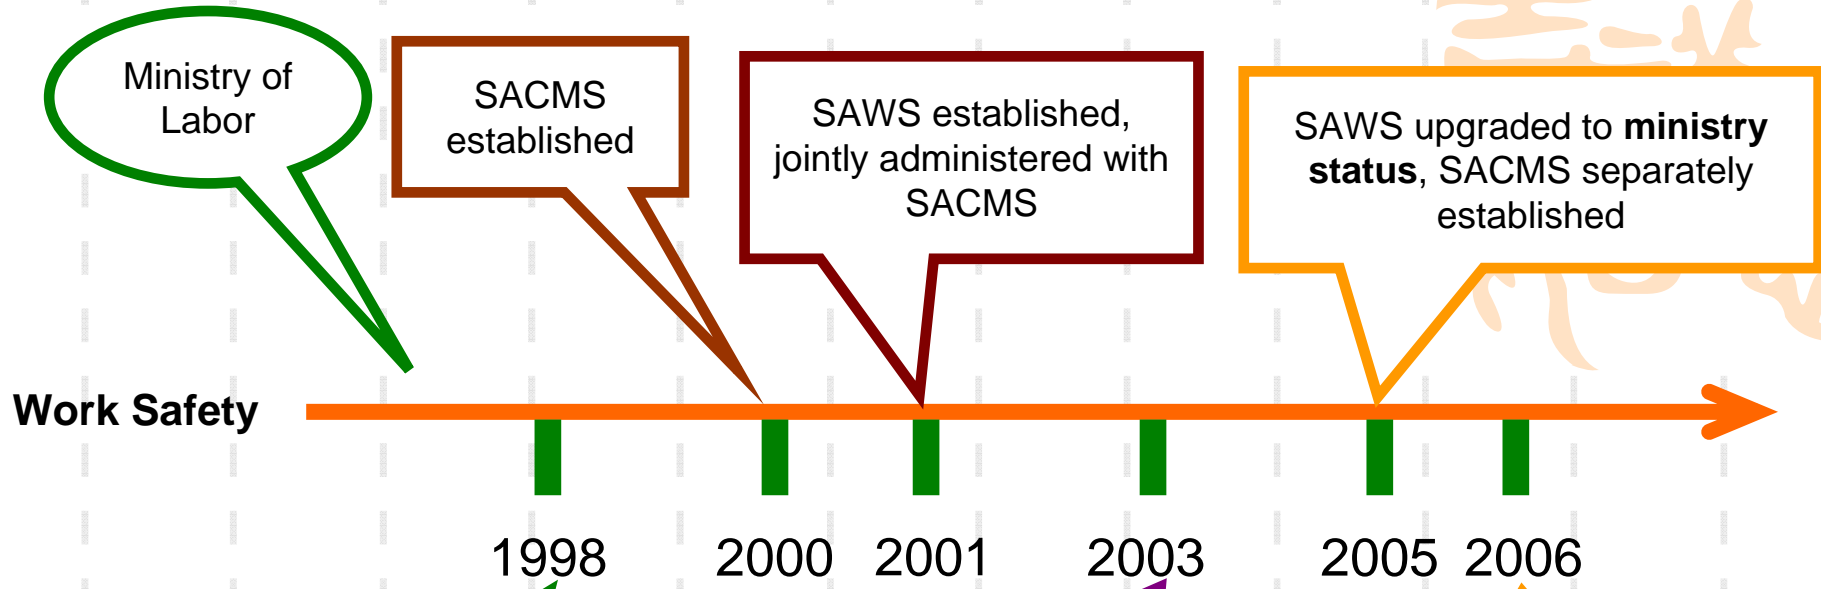 Ministry of
Labor
SACMS
established
SAWS established,
jointly administered with
SACMS
SAWS upgraded to ministry
status, SACMS separately
established
Work Safety
1998
2000
2001
2003
2005
2006